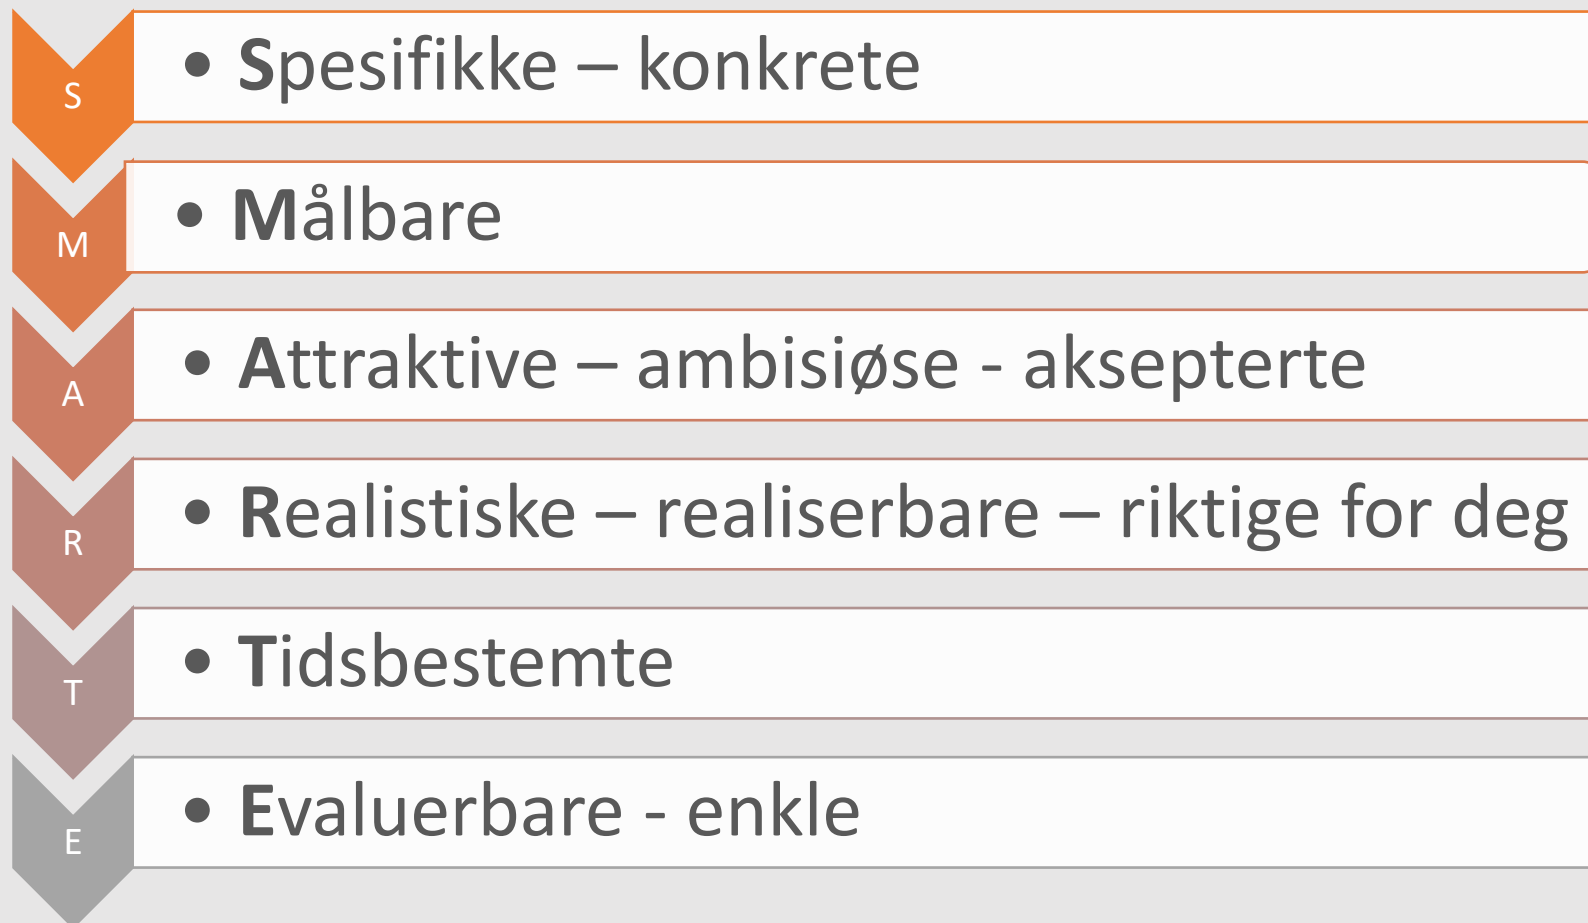 S
• Spesifikke – konkrete
M
• Målbare
A
• Attraktive – ambisiøse - aksepterte
R
• Realistiske – realiserbare – riktige for deg
T
• Tidsbestemte
E
• Evaluerbare - enkle